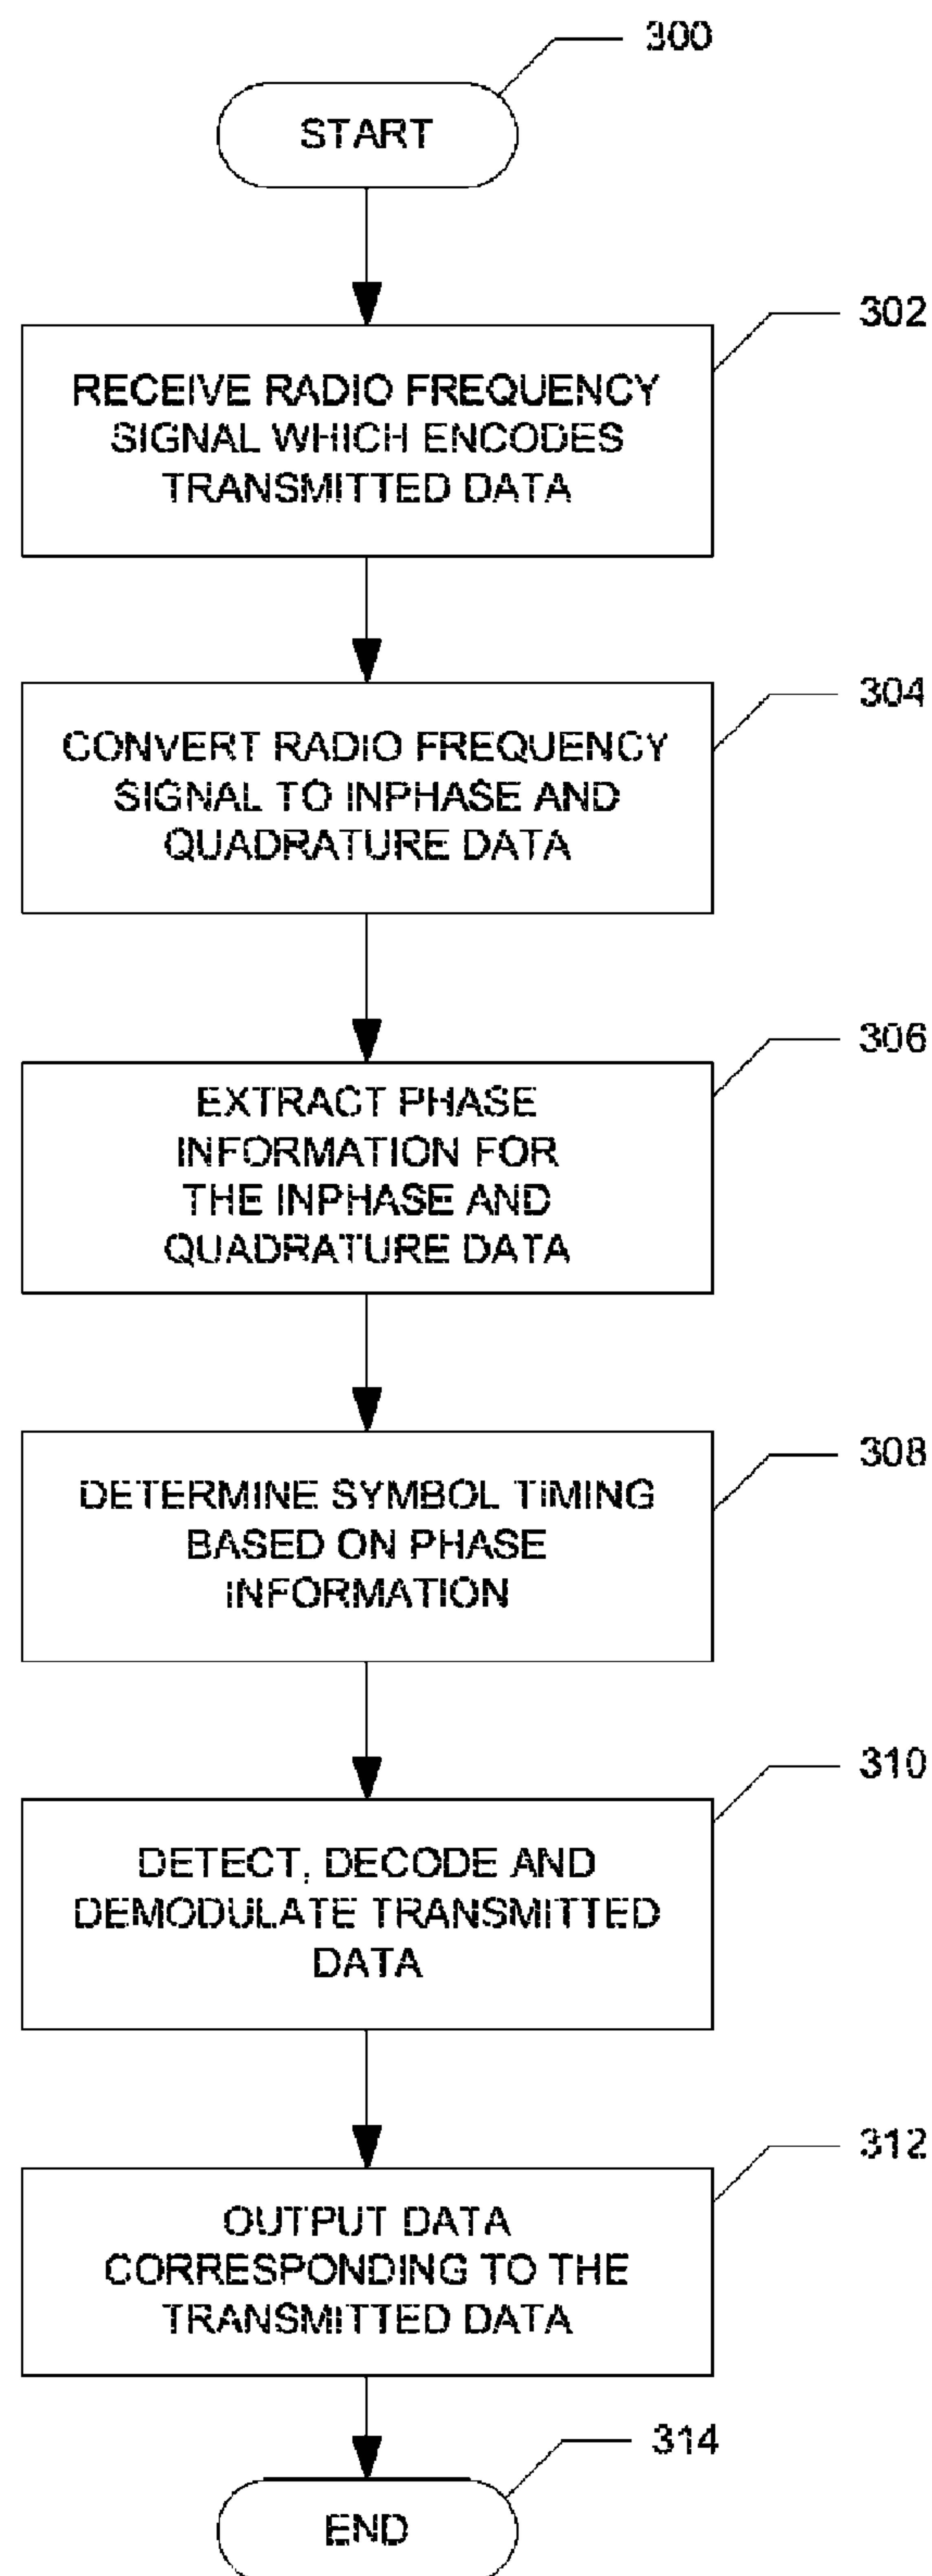 300
START
302
RECEIVE RADIO FREQUENCY
SIGNAL WHICH ENCODES
TRANSMITTED DATA
304
CONVERT RADIO FREQUENCY
SIGNAL TO INPHASE AND
QUADRATURE DATA
306
EXTRACT PHASE
INFORMATION FOR
THE INPHASE AND
QUADRATURE DATA
308
DETERMINE SYMBOL TIMING
BASED ON PHASE
INFORMATION
310
DETECT, DECODE AND
DEMODULATE TRANSMITTED
DATA
312
OUTPUT DATA
CORRESPONDING TO THE
TRANSMITTED DATA
314
END